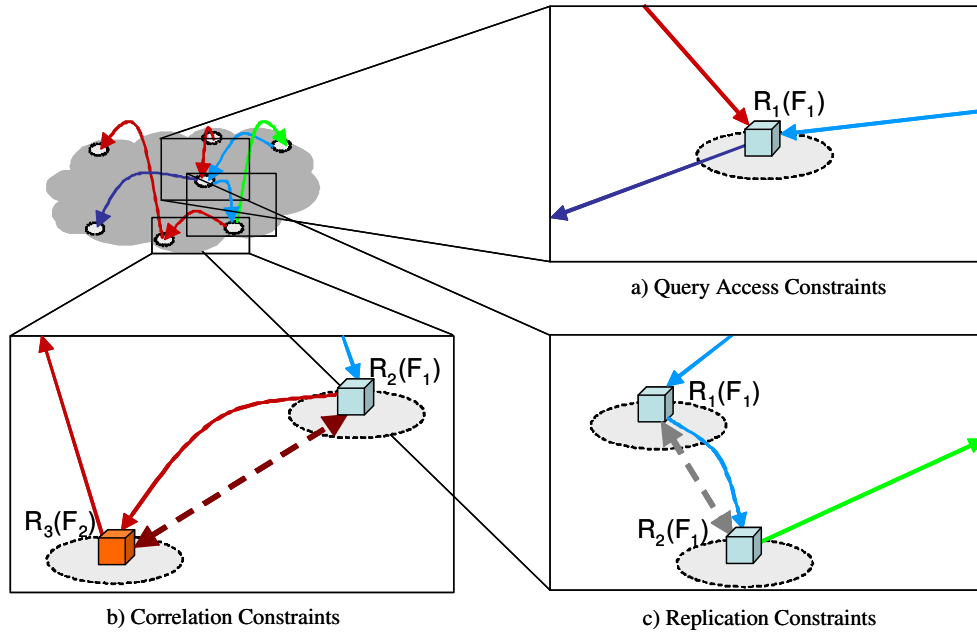 R₁(F₁)
a) Query Access Constraints
R₂(F₁)
R₃(F₂)
b) Correlation Constraints
R₁(F₁)
R₂(F₁)
c) Replication Constraints